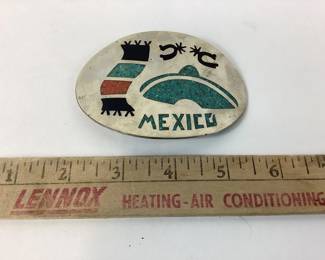 MEXICO
1 2 3 4 5 6
LENNOX HEATING-AIR CONDITIONING